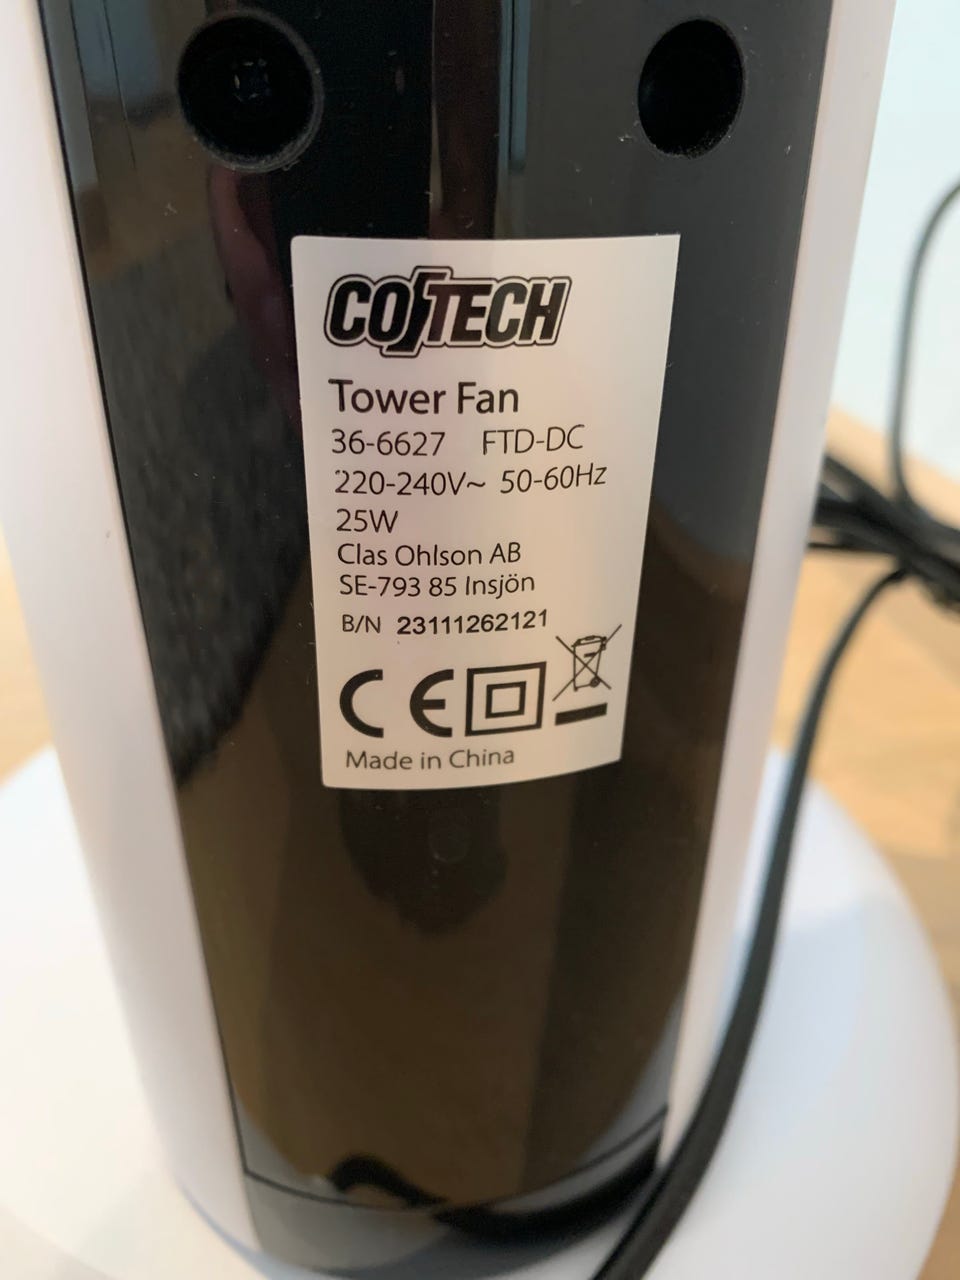 COTECH
Tower Fan
36-6627 FTD-DC
220-240V~ 50-60Hz
25W
Clas Ohlson AB
SE-793 85 Insjön
B/N 23111262121
CE
Made in China